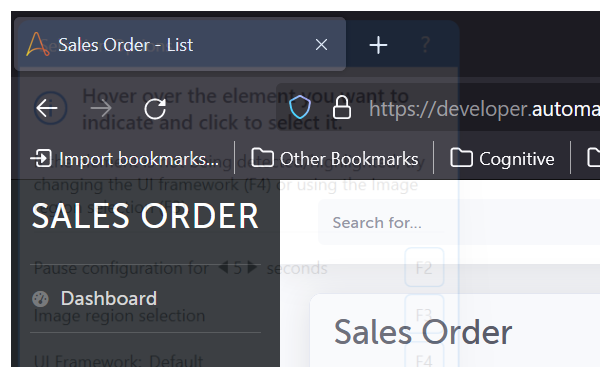 Sales Order - List
?
Hover over the element you want to
indicate and click to select it.
https://developer.automa
Import bookmarks...
Other Bookmarks
Cognitive
changing the UI framework (F4) or using the Image
SALES ORDER
Search for...
Pause configuration for 5 seconds
F2
Dashboard
Image region selection
F3
Sales Order
UI Framework: Default
F4